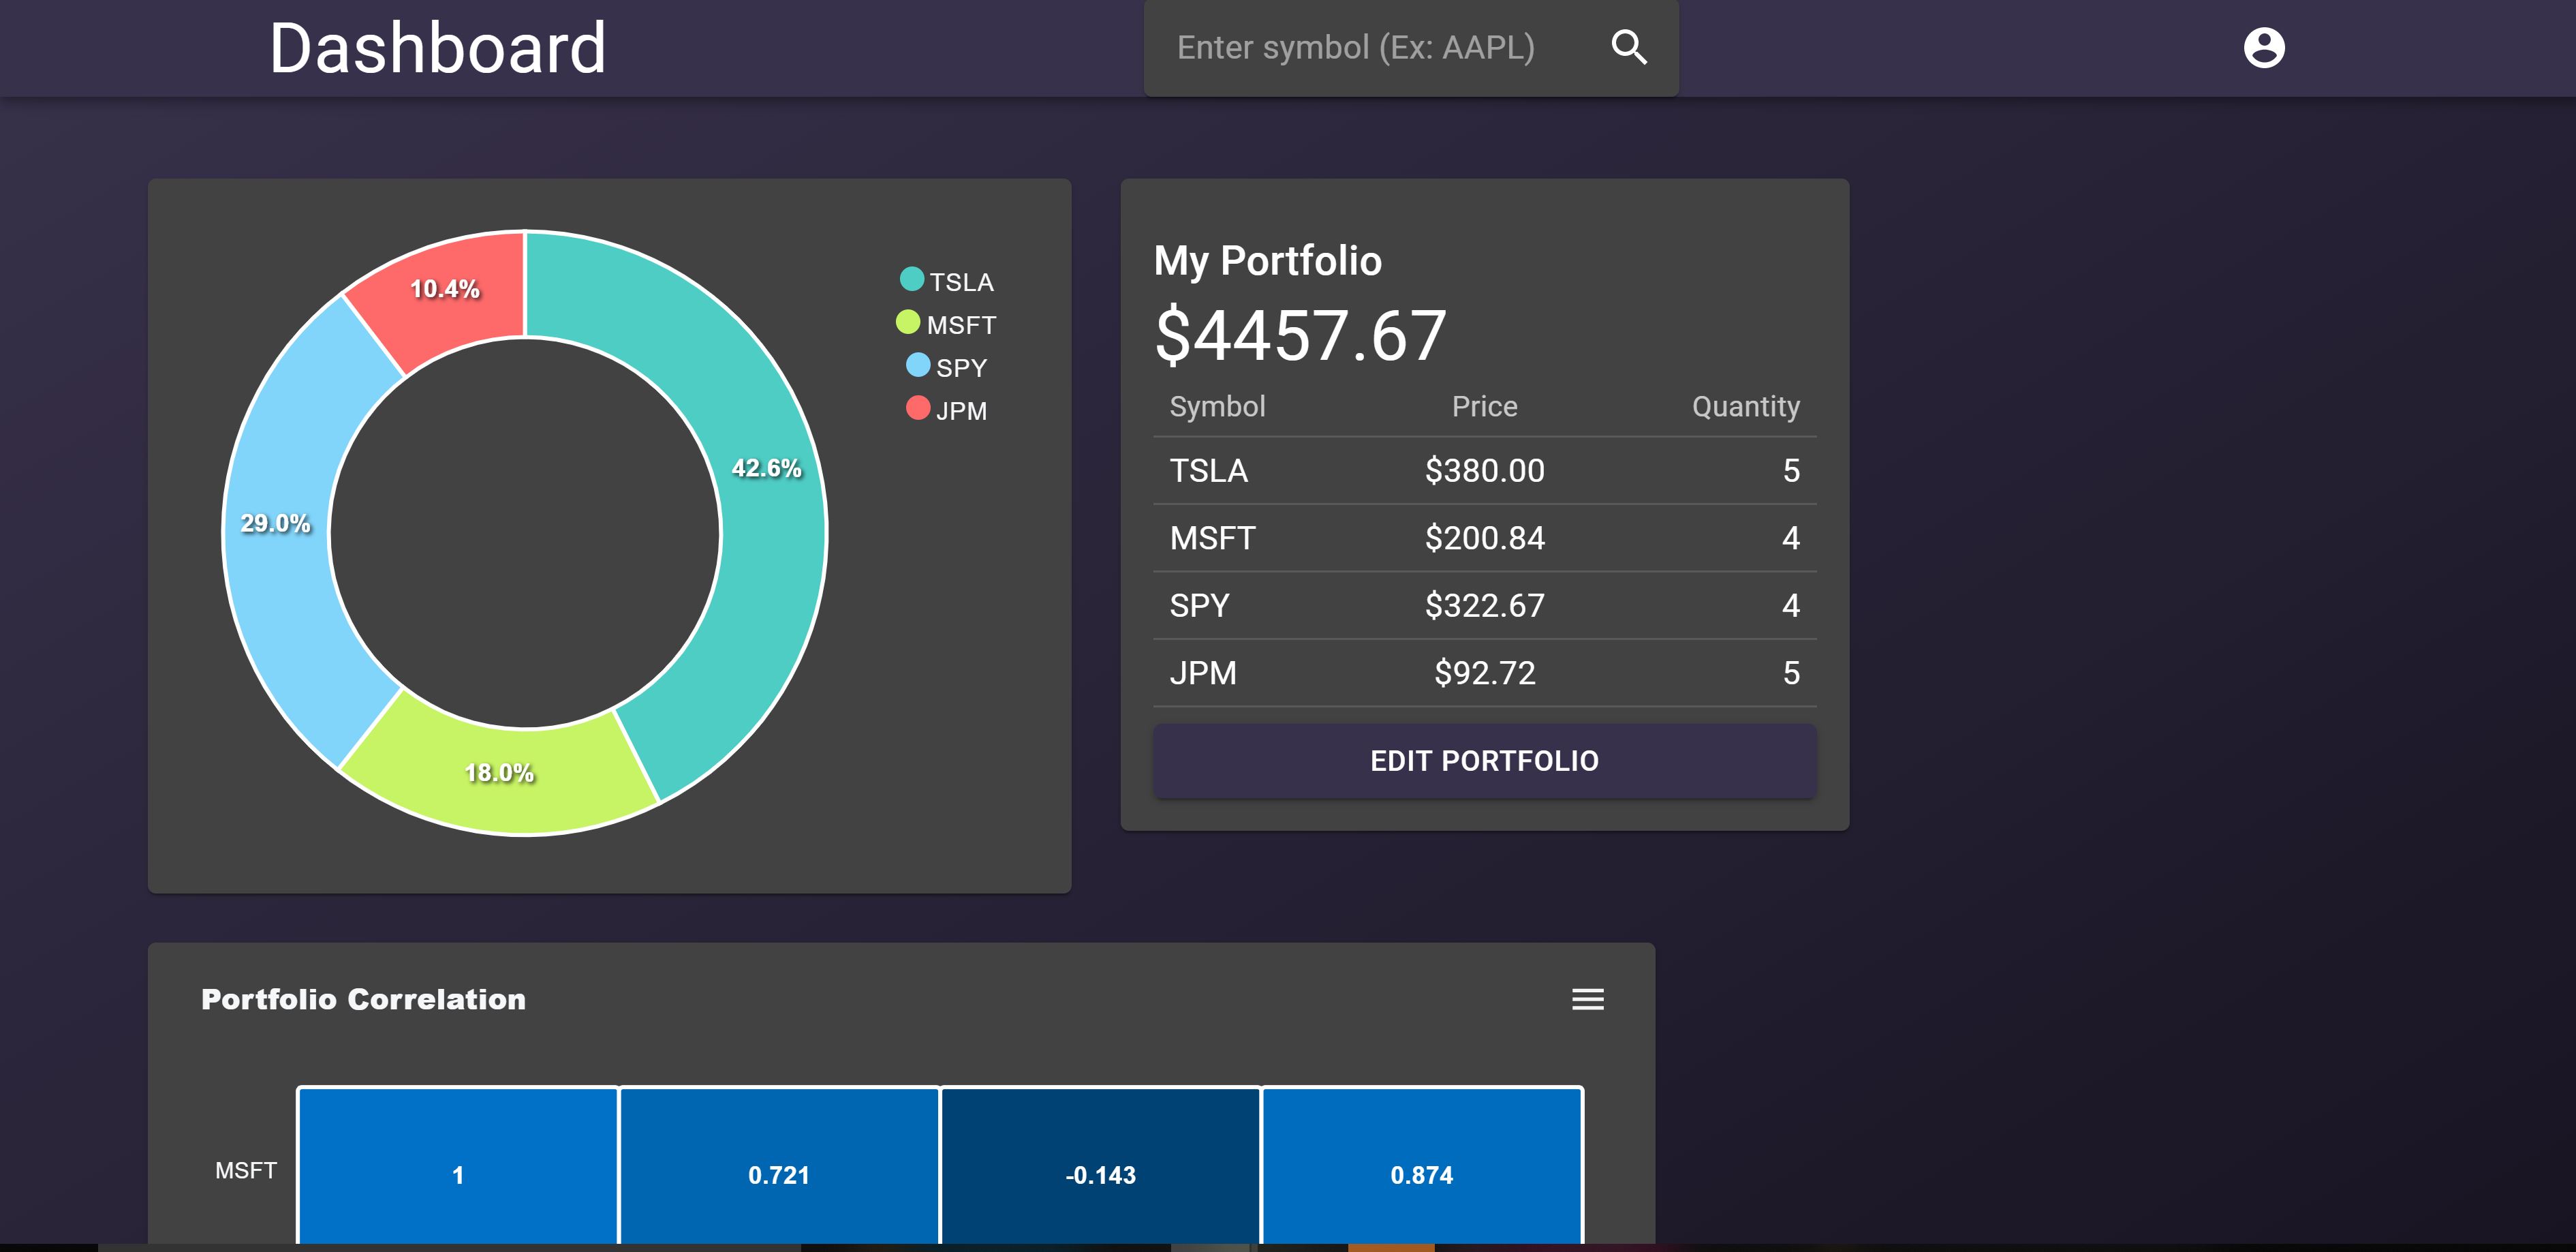 Dashboard
Enter symbol (Ex: AAPL)
TSLA
MSFT
SPY
JPM
10.4%
42.6%
29.0%
18.0%
My Portfolio
$4457.67
Symbol Price Quantity
TSLA $380.00 5
MSFT $200.84 4
SPY $322.67 4
JPM $92.72 5
EDIT PORTFOLIO
Portfolio Correlation
MSFT 1 0.721 -0.143 0.874